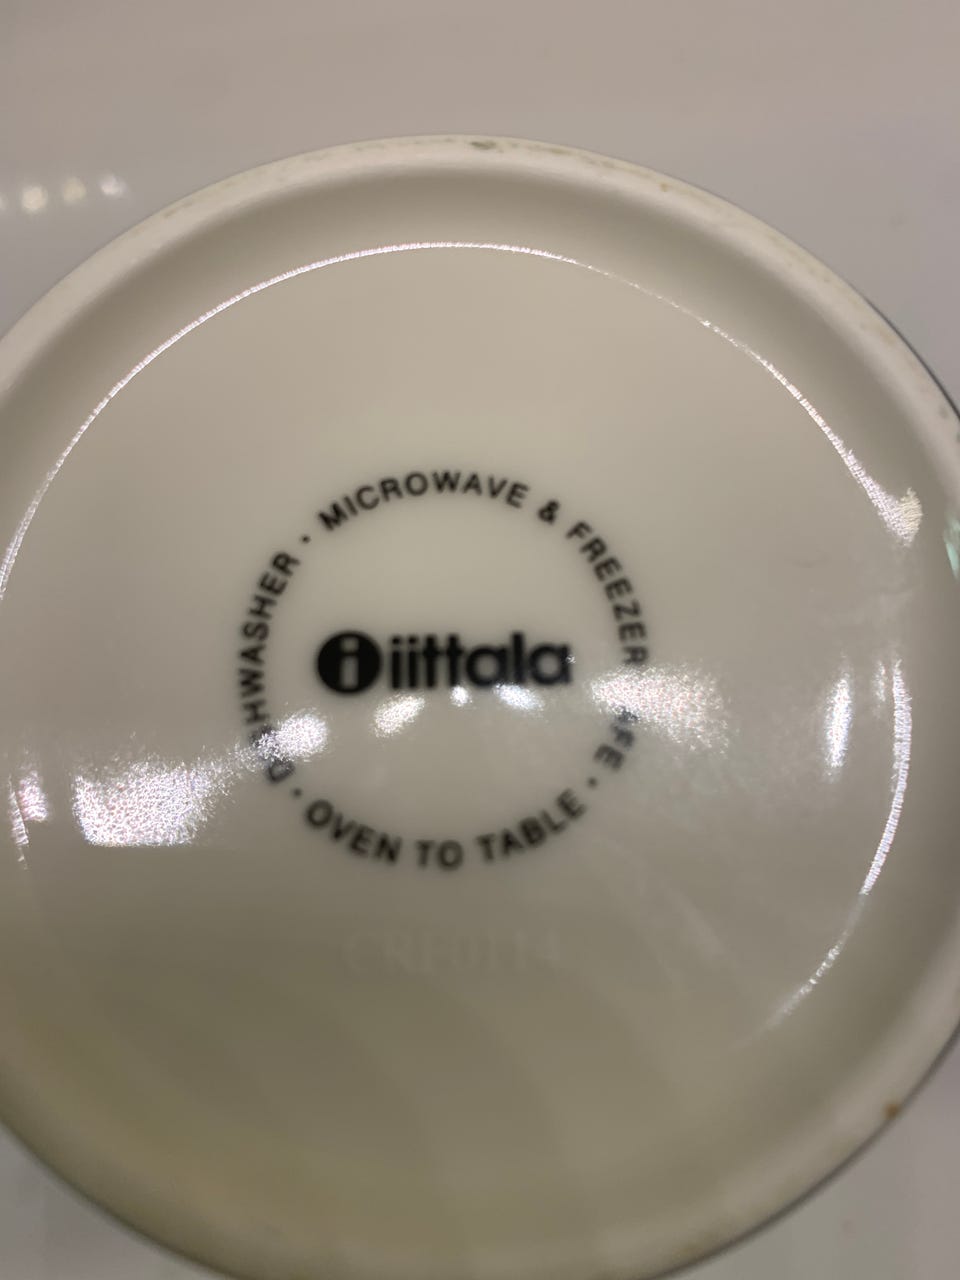 MICROWAVE & FREEZER SAFE · OVEN TO TABLE · DISHWASHER ·
i iittala